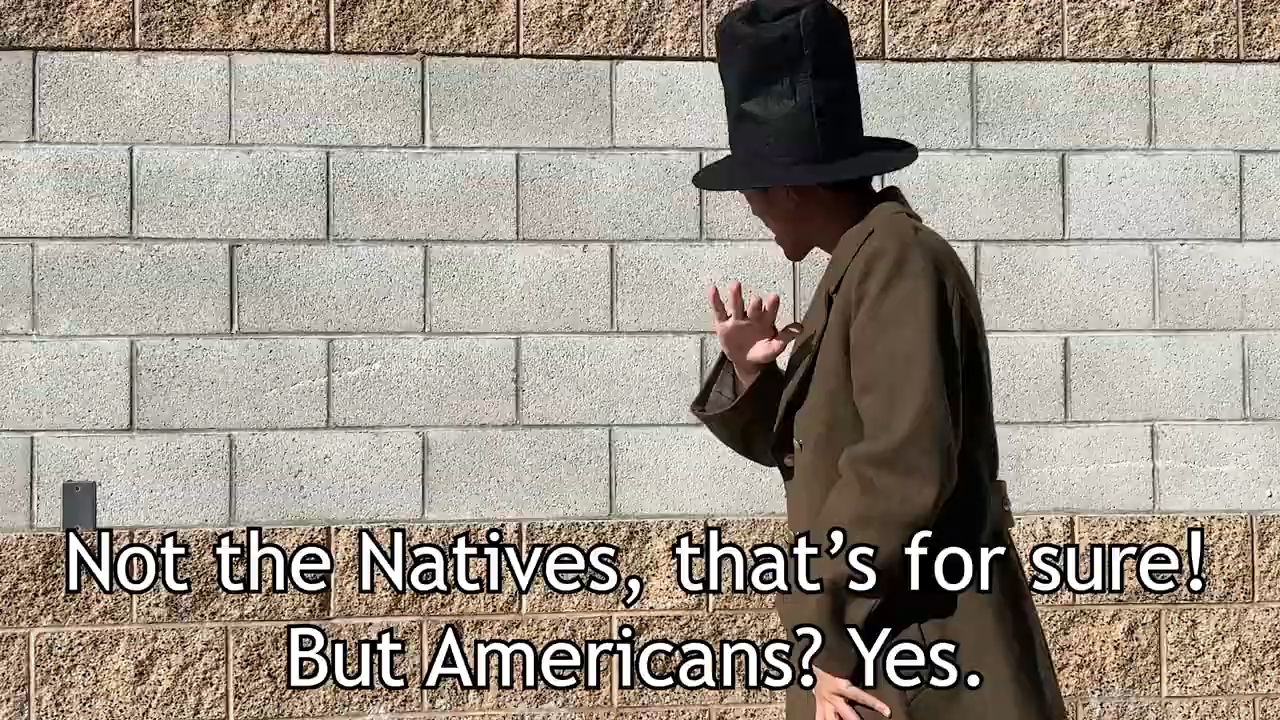 Not the Natives, that’s for sure!
But Americans? Yes.